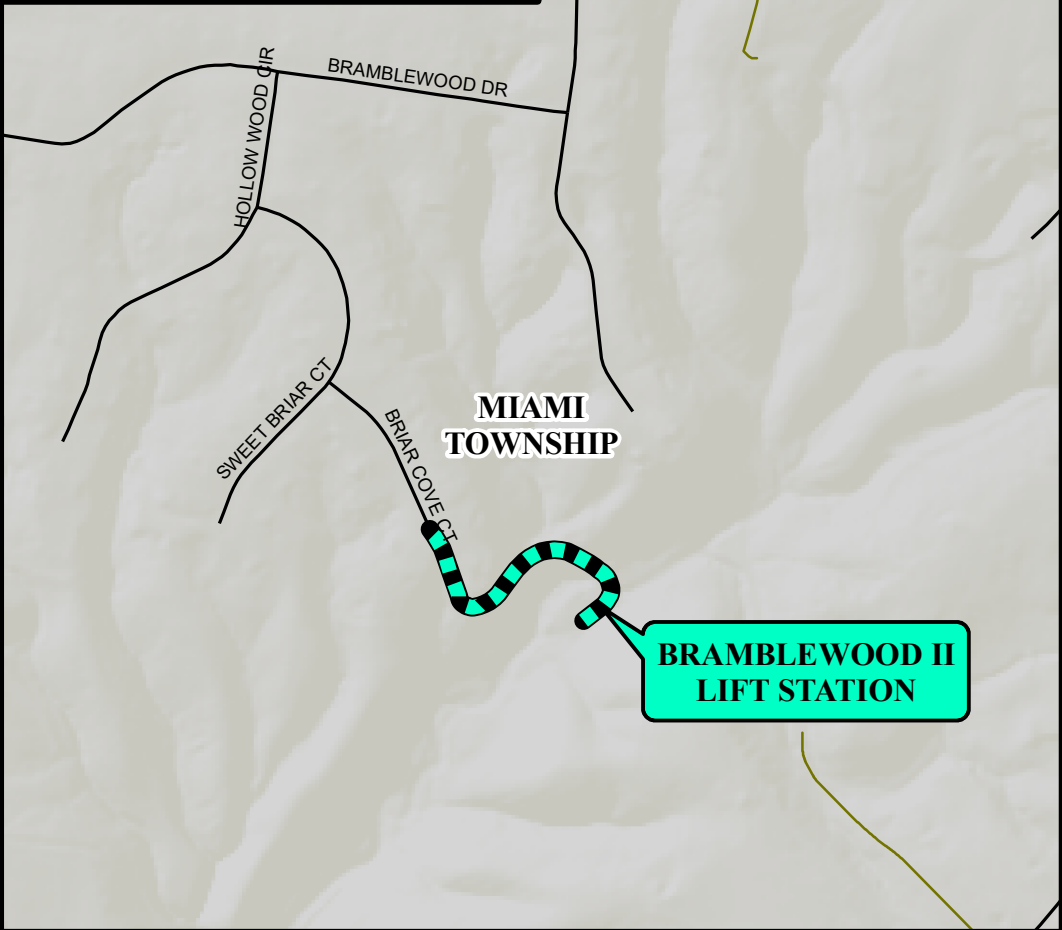 BRAMBLEWOOD DR
HOLLOW WOOD CIR
MIAMI
TOWNSHIP
SWEET BRIAR CT
BRIAR COVE CT
BRAMBLEWOOD II
LIFT STATION